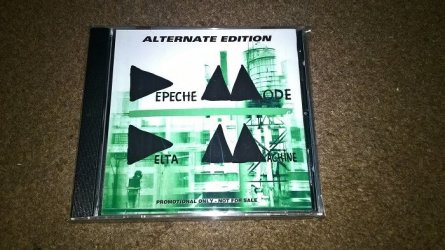 ALTERNATE EDITION
DEPECHE MODE
DELTA MACHINE
PROMOTIONAL ONLY - NOT FOR SALE